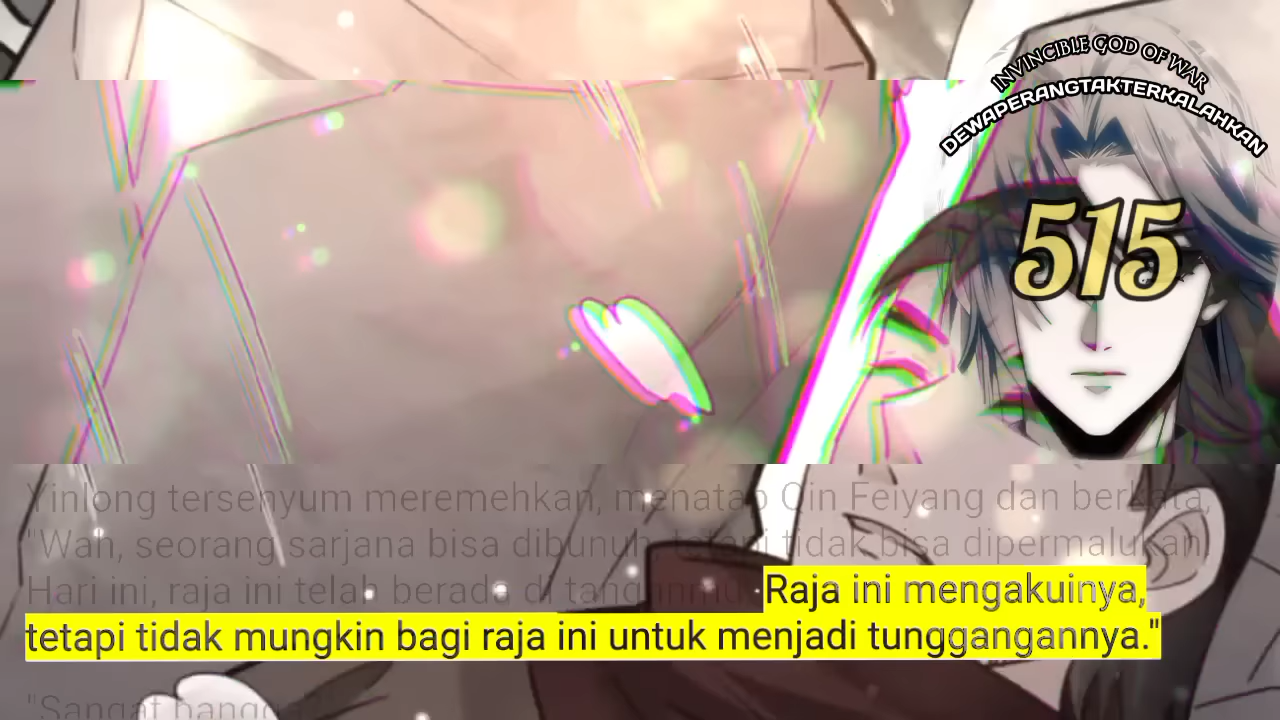 INVINCIBLE GOD OF WAR
DEWAPERANGTAKTERKALAHKAN
515
Yinlong tersenyum meremehkan, menatap Qin Feiyang dan berkata,
"Wah, seorang sarjana bisa dibunuh, tetapi tidak bisa dipermalukan.
Hari ini, raja ini telah berada di tanganmu. Raja ini mengakuinya,
tetapi tidak mungkin bagi raja ini untuk menjadi tunggangannya."
"Sangat bangga?"